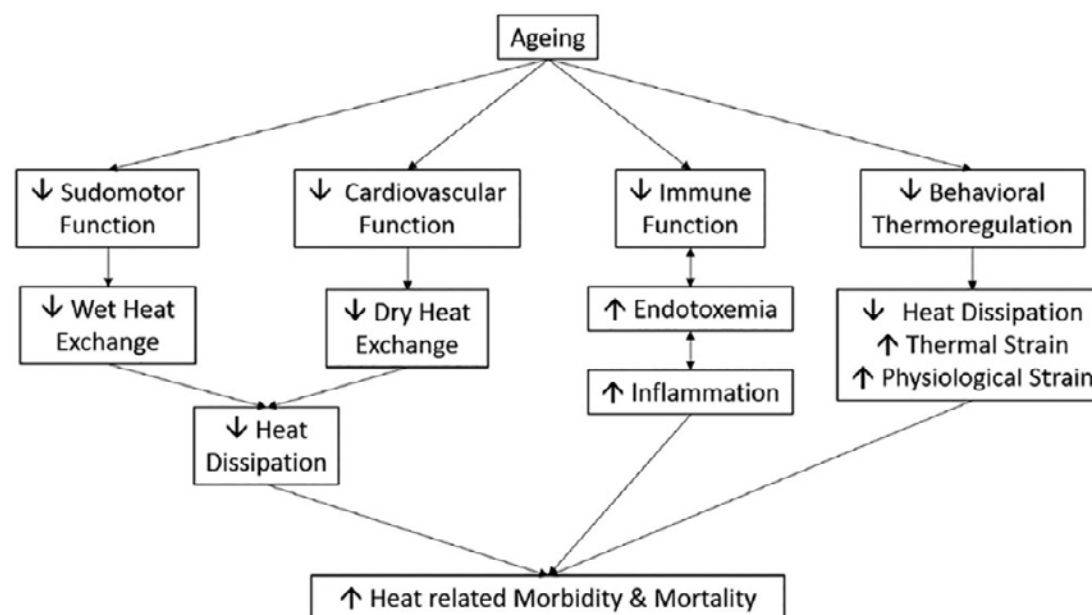 Ageing
↓ Sudomotor
Function
↓ Cardiovascular
Function
↓ Immune
Function
↓ Behavioral
Thermoregulation
↓ Wet Heat
Exchange
↓ Dry Heat
Exchange
↑ Endotoxemia
↓ Heat Dissipation
↑ Thermal Strain
↑ Physiological Strain
↑ Inflammation
↓ Heat
Dissipation
↑ Heat related Morbidity & Mortality